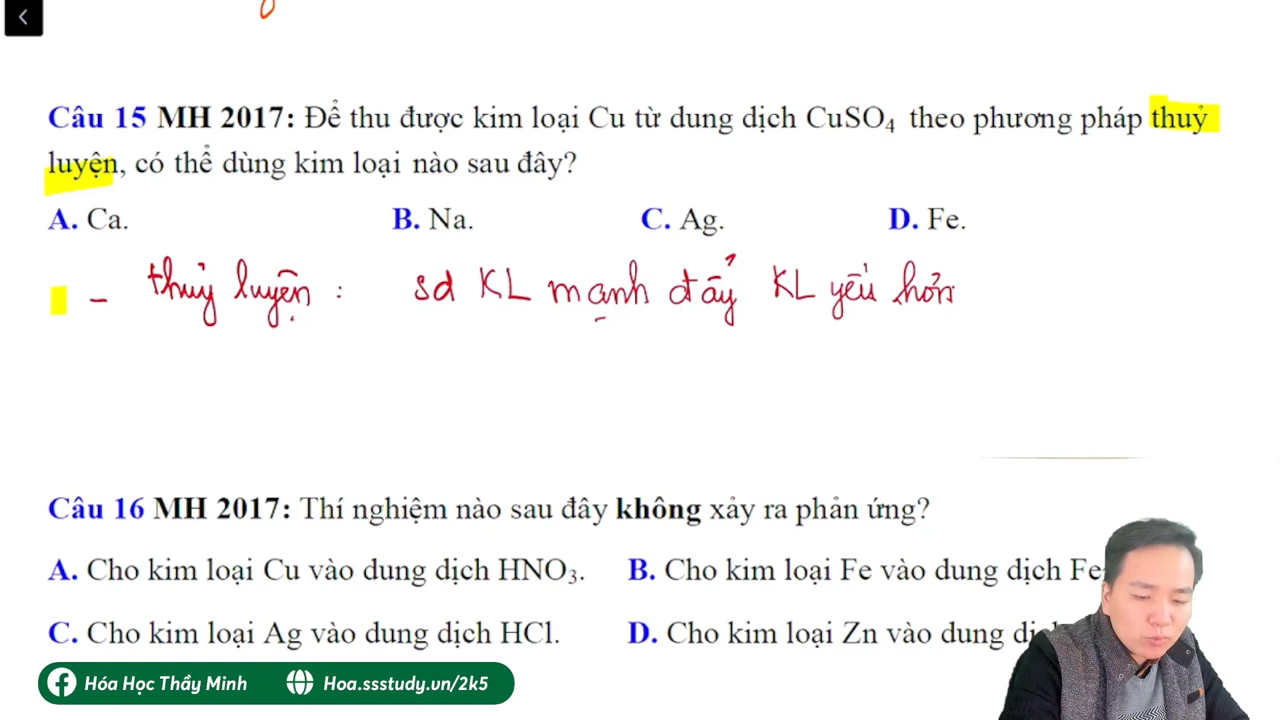 Câu 15 MH 2017: Để thu được kim loại Cu từ dung dịch CuSO₄ theo phương pháp thuỷ
luyện, có thể dùng kim loại nào sau đây?
A. Ca. B. Na. C. Ag. D. Fe.
- thuỷ luyện : sd KL mạnh đẩy KL yếu hơn
Câu 16 MH 2017: Thí nghiệm nào sau đây không xảy ra phản ứng?
A. Cho kim loại Cu vào dung dịch HNO₃. B. Cho kim loại Fe vào dung dịch
C. Cho kim loại Ag vào dung dịch HCl. D. Cho kim loại Zn vào dung
Hóa Học Thầy Minh Hoa.ssstudy.vn/2k5